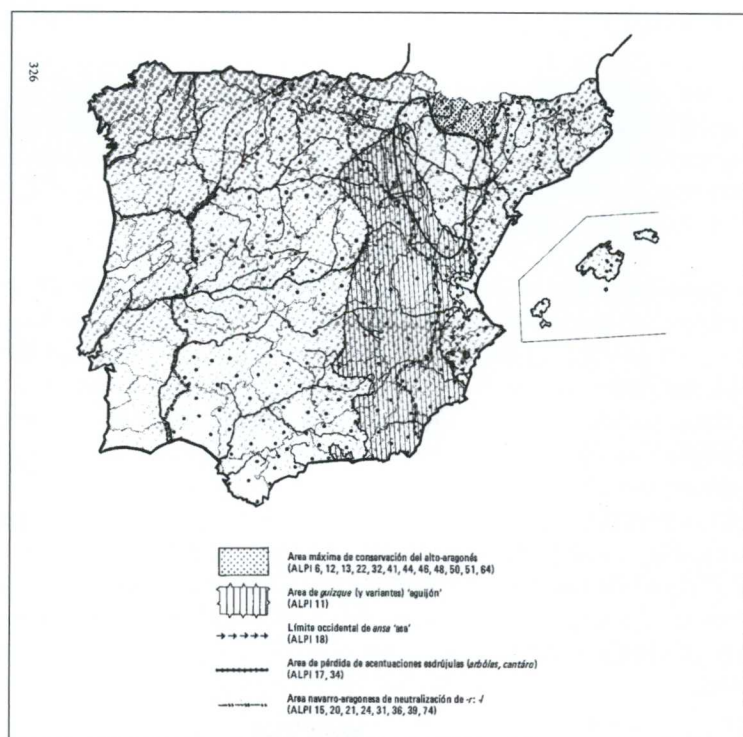 326
Area máxima de conservación del alto-aragonés
(ALPI 6, 12, 13, 22, 32, 41, 44, 46, 48, 50, 51, 64)
Area de guizque (y variantes) 'aguijón'
(ALPI 11)
Límite occidental de ansa 'asa'
(ALPI 18)
Area de pérdida de acentuaciones esdrújulas (arbóles, cantáro)
(ALPI 17, 34)
Area navarro-aragonesa de neutralización de -r: -l
(ALPI 15, 20, 21, 24, 31, 36, 39, 74)